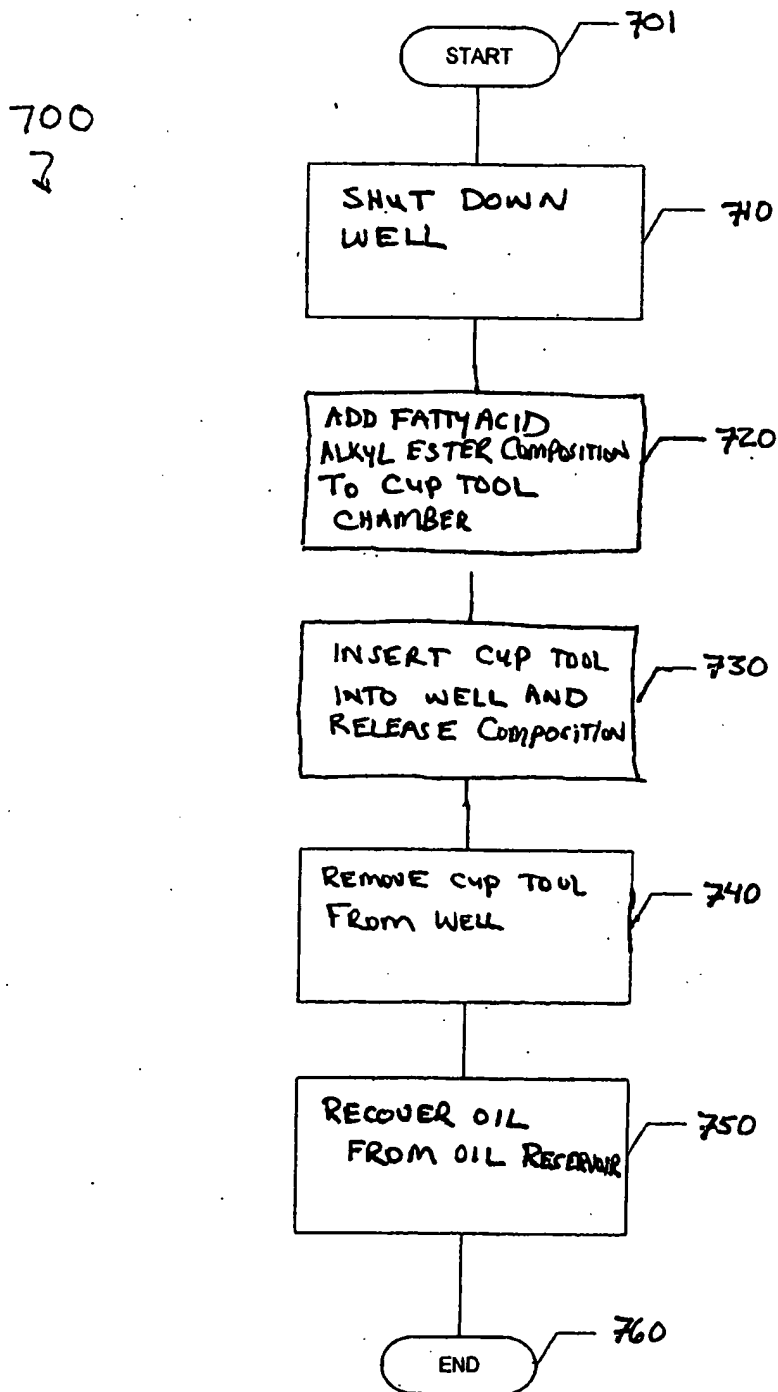 701
START
700
SHUT DOWN
WELL
710
ADD FATTY ACID
ALKYL ESTER COMPOSITION
TO CUP TOOL
CHAMBER
720
INSERT CUP TOOL
INTO WELL AND
RELEASE COMPOSITION
730
REMOVE CUP TOOL
FROM WELL
740
RECOVER OIL
FROM OIL RESERVOIR
750
760
END